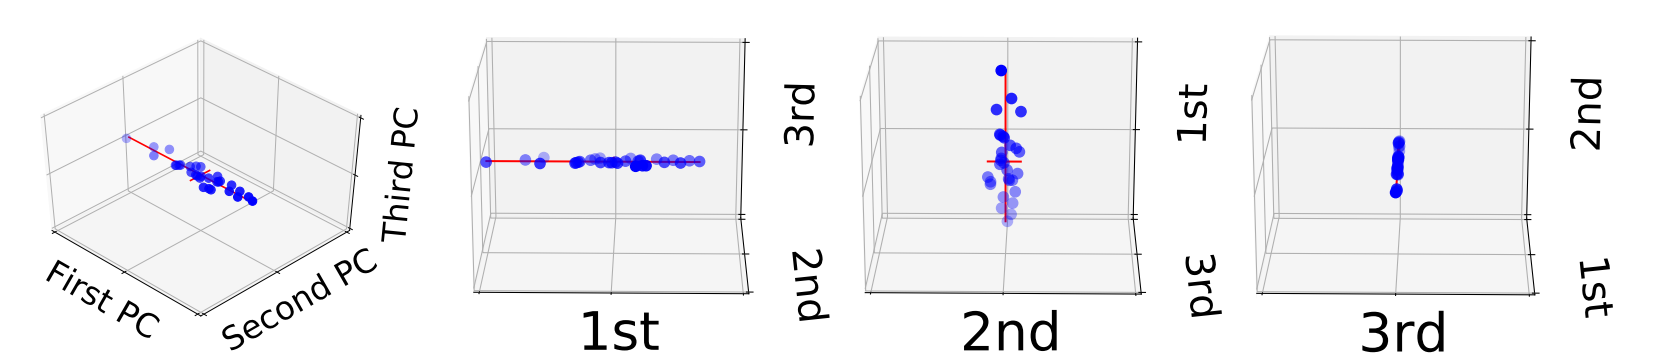 First PC
Second PC
Third PC
1st
2nd
3rd
2nd
3rd
1st
3rd
1st
2nd